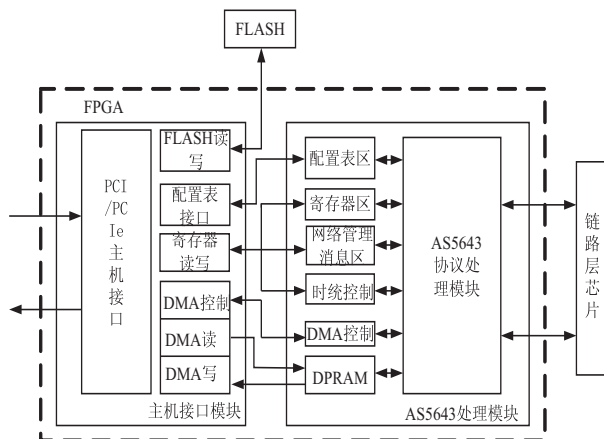 FLASH
FPGA
FLASH读
写
配置表
接口
寄存器
读写
DMA控制
DMA读
DMA写
PCI
/PC
Ie主
机
接
口
主机接口模块
配置表区
寄存器区
网络管理
消息区
时统控制
DMA控制
DPRAM
AS5643
协议处
理模块
AS5643处理模块
链
路
层
芯
片